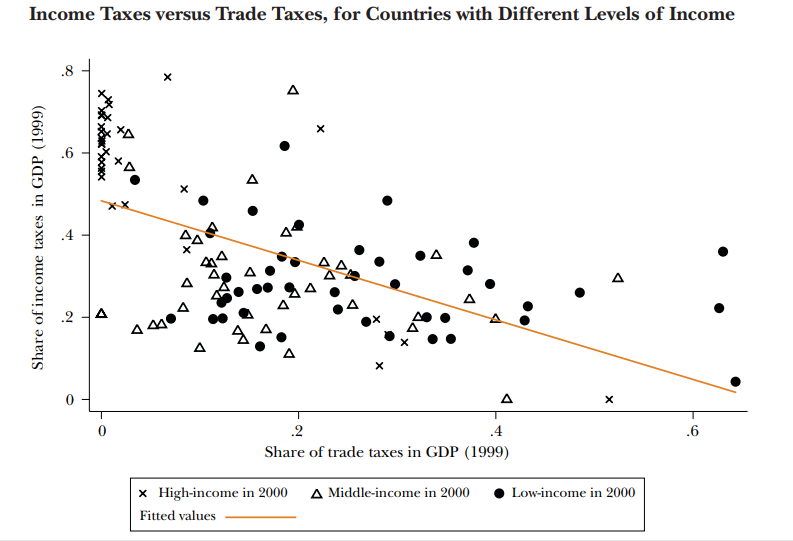 Income Taxes versus Trade Taxes, for Countries with Different Levels of Income
Share of income taxes in GDP (1999)
.8
.6
.4
.2
0
0 .2 .4 .6
Share of trade taxes in GDP (1999)
High-income in 2000 Middle-income in 2000 Low-income in 2000
Fitted values